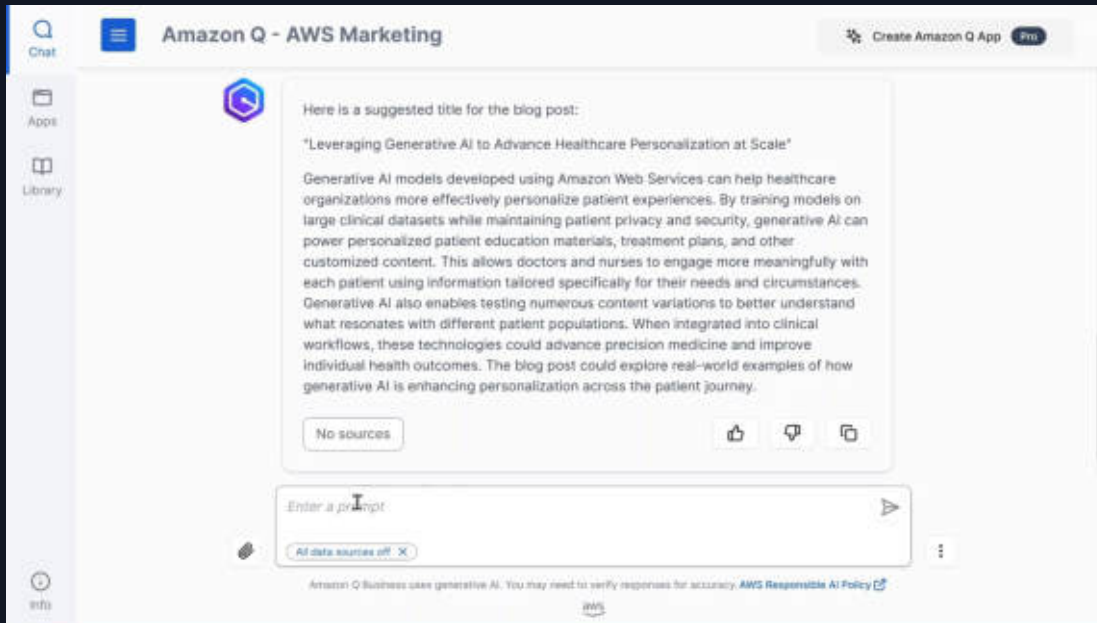 Chat
Amazon Q - AWS Marketing
Create Amazon Q App Pro
Apps
Library
Here is a suggested title for the blog post:
"Leveraging Generative AI to Advance Healthcare Personalization at Scale"
Generative AI models developed using Amazon Web Services can help healthcare
organizations more effectively personalize patient experiences. By training models on
large clinical datasets while maintaining patient privacy and security, generative AI can
power personalized patient education materials, treatment plans, and other
customized content. This allows doctors and nurses to engage more meaningfully with
each patient using information tailored specifically for their needs and circumstances.
Generative AI also enables testing numerous content variations to better understand
what resonates with different patient populations. When integrated into clinical
workflows, these technologies could advance precision medicine and improve
individual health outcomes. The blog post could explore real-world examples of how
generative AI is enhancing personalization across the patient journey.
No sources
Enter a prompt
All data sources off
Amazon Q Business uses generative AI. You may need to verify responses for accuracy. AWS Responsible AI Policy
Info
aws